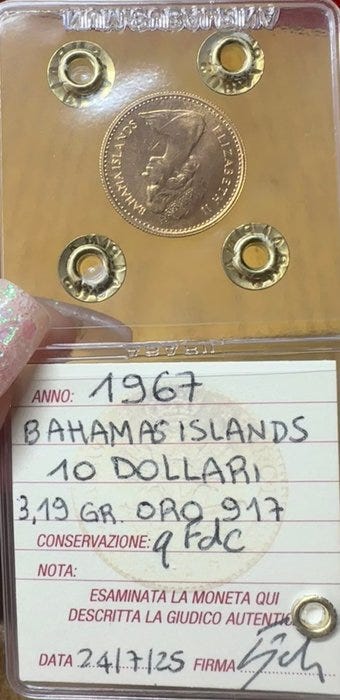 ELIZABETH II
BAHAMA ISLANDS
ANNO: 1967
BAHAMAS ISLANDS
10 DOLLARI
3,19 GR. ORO 917
CONSERVAZIONE: q FdC
NOTA:
ESAMINATA LA MONETA QUI
DESCRITTA LA GIUDICO AUTENTIC
DATA 24/7/25 FIRMA